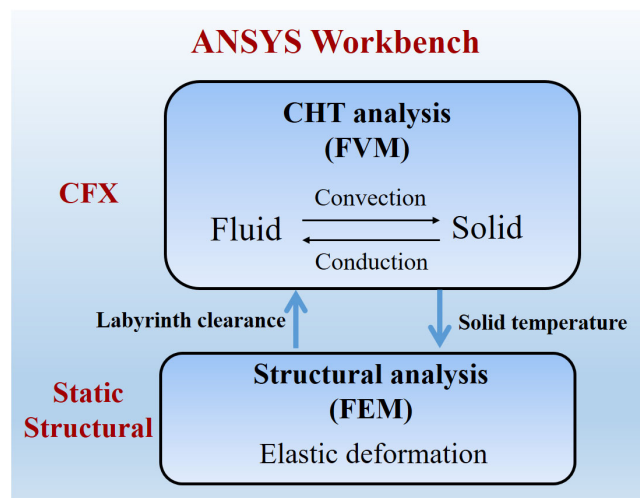 ANSYS Workbench
CHT analysis
(FVM)
CFX
Convection
Fluid
Solid
Conduction
Labyrinth clearance
Solid temperature
Static
Structural
Structural analysis
(FEM)
Elastic deformation